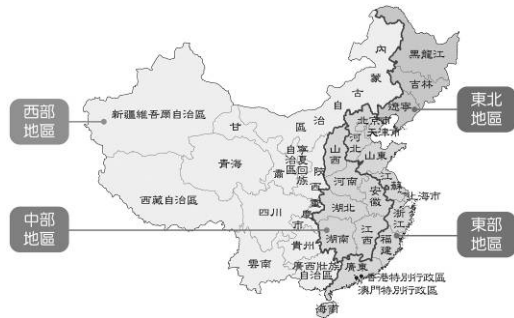 內
蒙
古
自
治
區
黑龍江
吉林
遼寧
東北
地區
西部
地區
新疆維吾爾自治區
甘
肅
北京市
天津市
河
北
山
西
山東
寧夏回族
自治區
青海
陝
西
河南
江
蘇
安
徽
上海市
西藏自治區
重
慶
市
湖北
四川
浙
江
中部
地區
湖南
江
西
福
建
東部
地區
貴州
雲南
廣西壯族
自治區
廣東
香港特別行政區
澳門特別行政區
海南